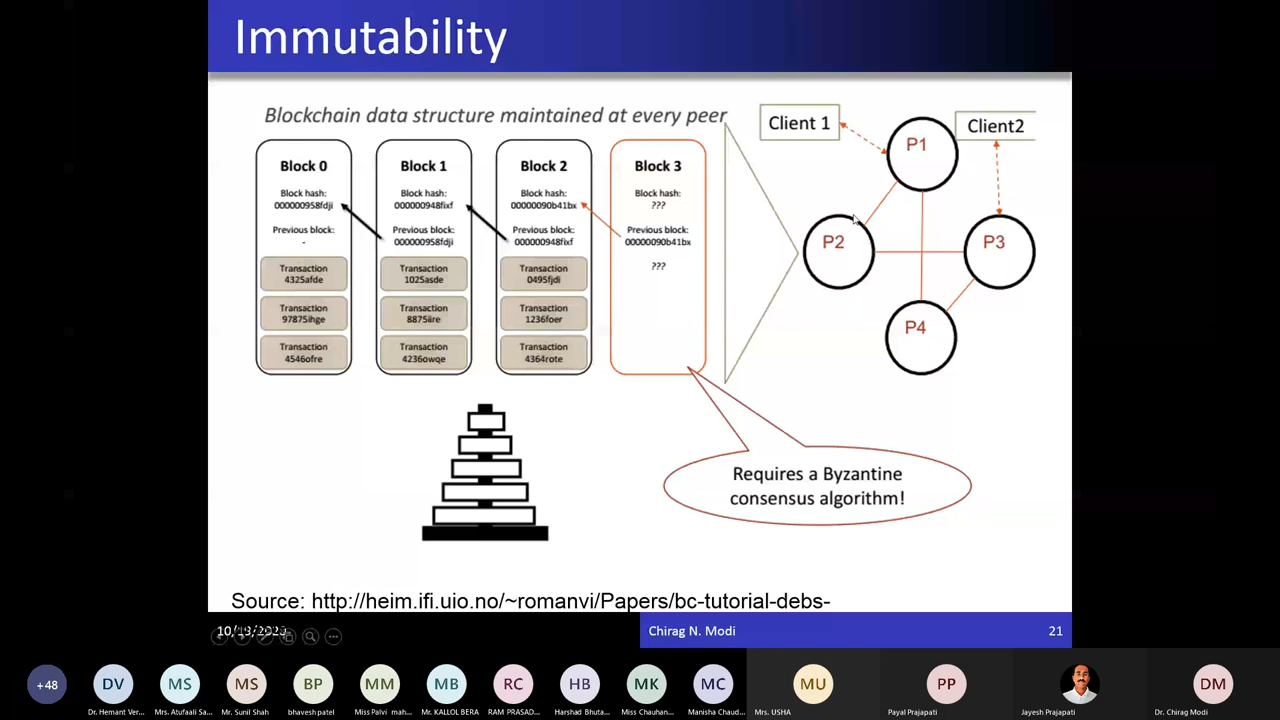 Immutability
Blockchain data structure maintained at every peer
Block 0
Block hash:
000000958fdji
Previous block:
-
Transaction
4325afde
Transaction
97875ihge
Transaction
4546ofre
Block 1
Block hash:
000000948fixf
Previous block:
000000958fdji
Transaction
1025asde
Transaction
8875iire
Transaction
4236owqe
Block 2
Block hash:
00000090b41bx
Previous block:
000000948fixf
Transaction
0495fjdi
Transaction
1236foer
Transaction
4364rote
Block 3
Block hash:
???
Previous block:
00000090b41bx
???
Client 1
Client2
P1
P2
P3
P4
Requires a Byzantine
consensus algorithm!
Source: http://heim.ifi.uio.no/~romanvi/Papers/bc-tutorial-debs-
Chirag N. Modi
21
+48
DV
MS
MS
BP
MM
MB
RC
HB
MK
MC
MU
PP
DM
Dr. Hemant Ver...
Mrs. Atufaali Sa...
Mr. Sunil Shah
bhavesh patel
Miss Palvi mah...
Mr. KALLOL BERA
RAM PRASAD...
Harshad Bhuta...
Miss Chauhan...
Manisha Chaud...
Mrs. USHA
Payal Prajapati
Jayesh Prajapati
Dr. Chirag Modi